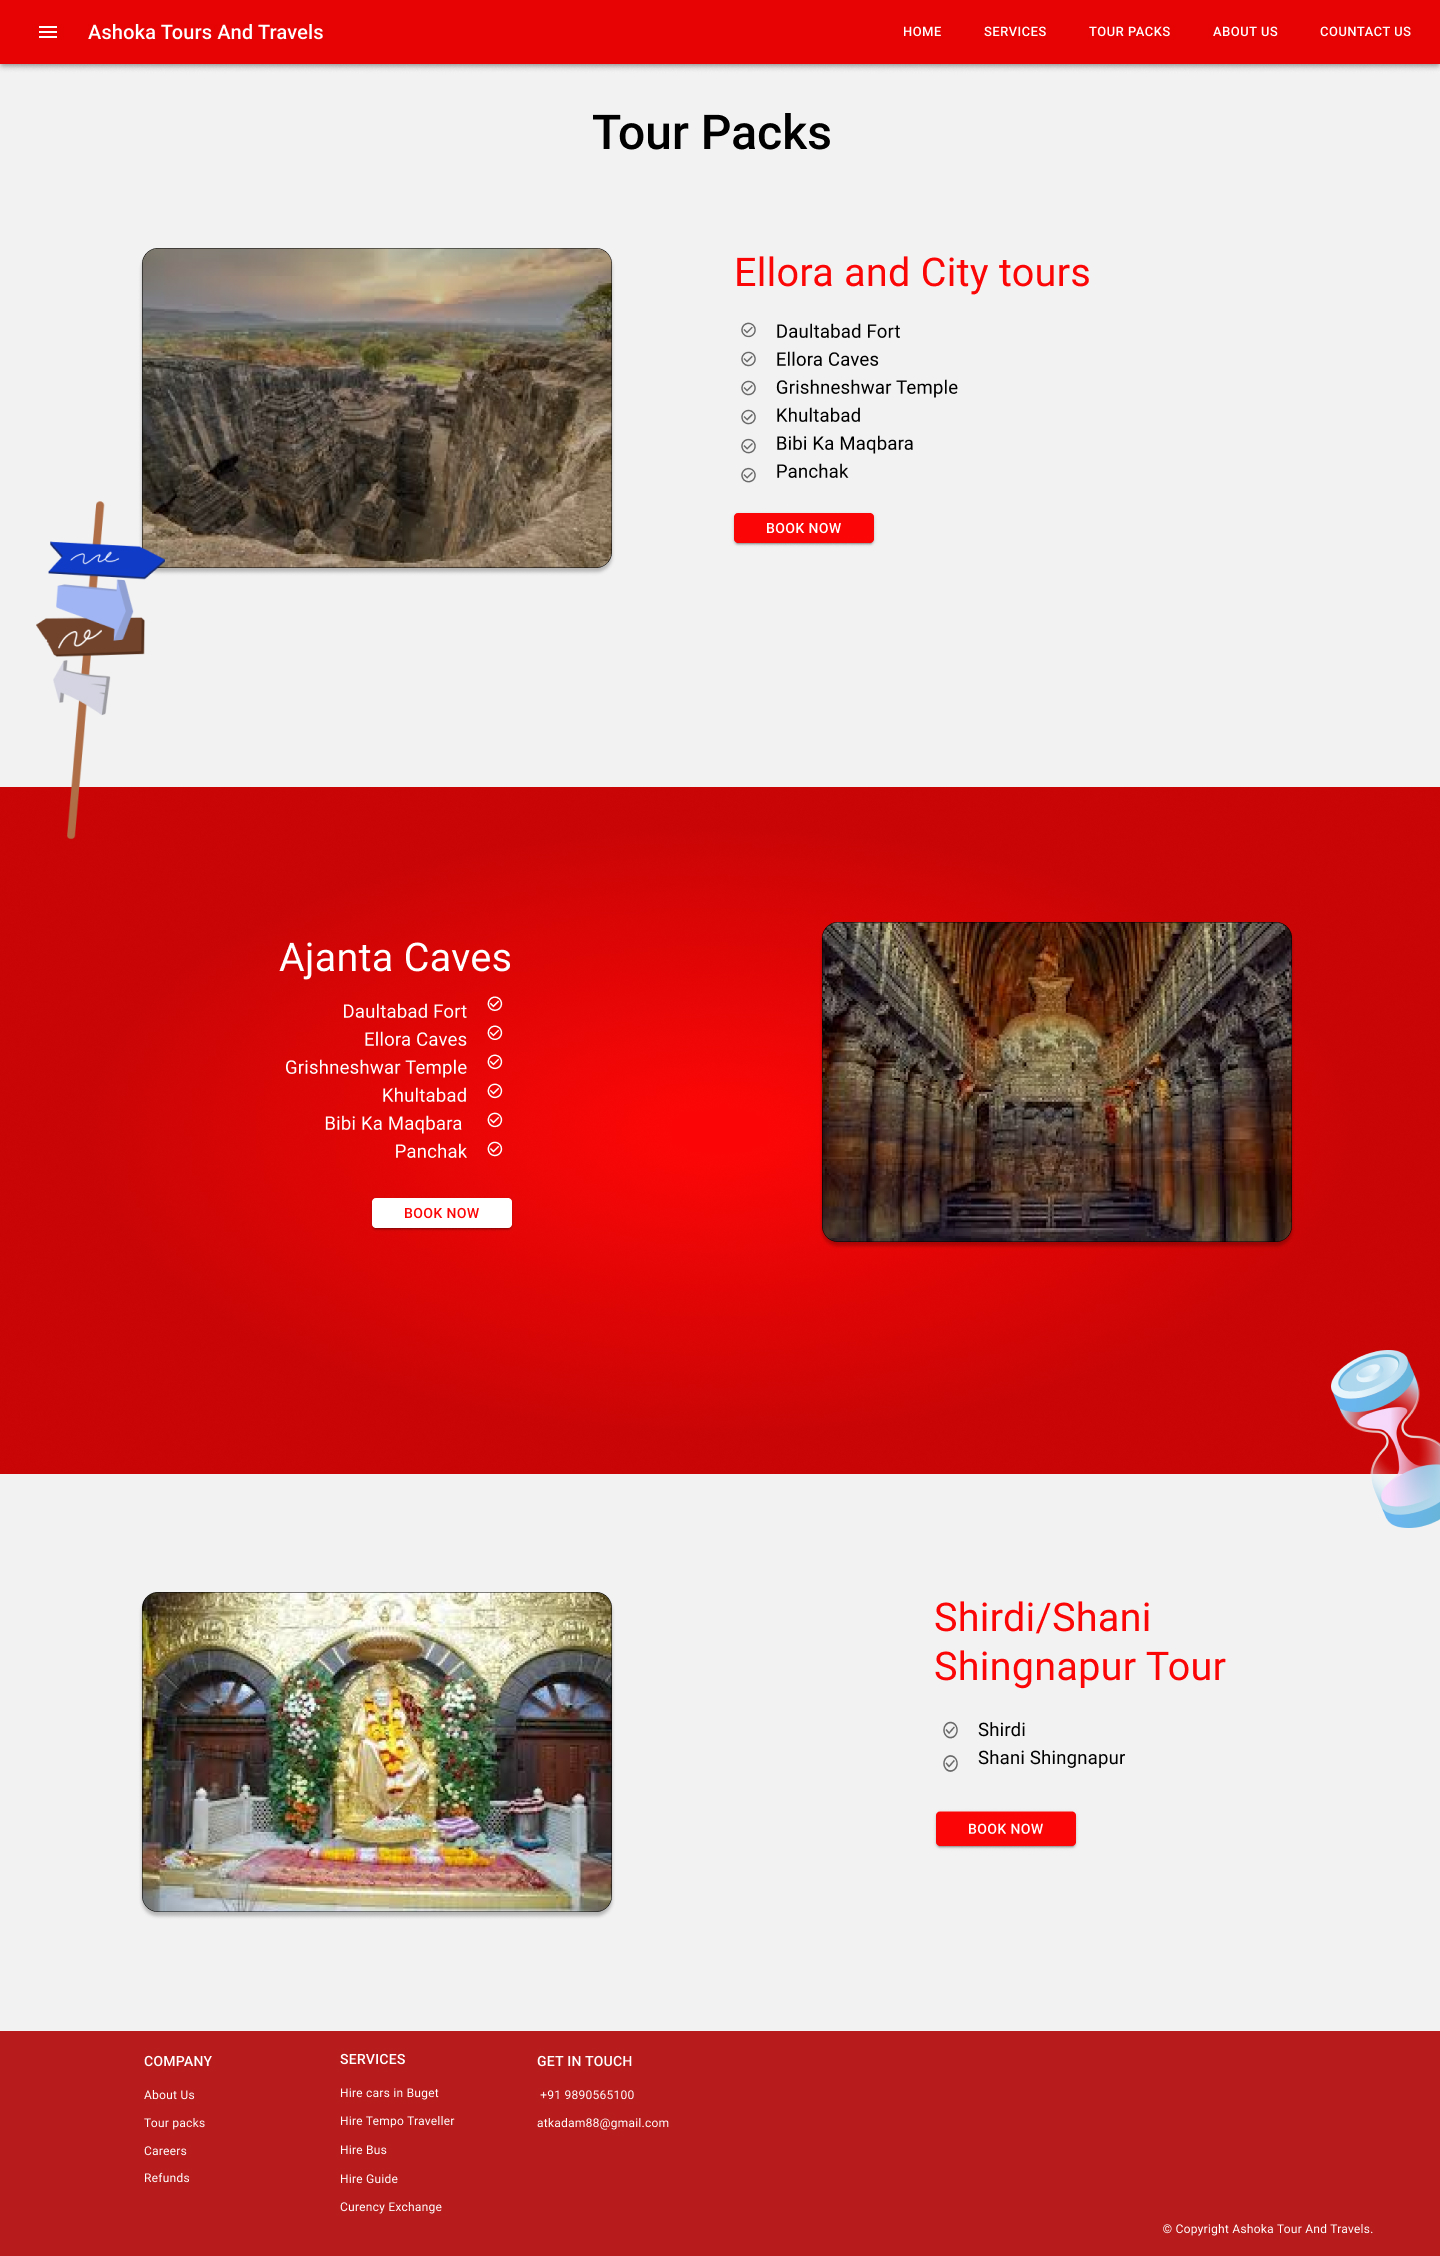 Ashoka Tours And Travels
HOME
SERVICES
TOUR PACKS
ABOUT US
COUNTACT US
Tour Packs
Ellora and City tours
Daultabad Fort
Ellora Caves
Grishneshwar Temple
Khultabad
Bibi Ka Maqbara
Panchak
BOOK NOW
Ajanta Caves
Daultabad Fort
Ellora Caves
Grishneshwar Temple
Khultabad
Bibi Ka Maqbara
Panchak
BOOK NOW
Shirdi/Shani
Shingnapur Tour
Shirdi
Shani Shingnapur
BOOK NOW
COMPANY
About Us
Tour packs
Careers
Refunds
SERVICES
Hire cars in Buget
Hire Tempo Traveller
Hire Bus
Hire Guide
Curency Exchange
GET IN TOUCH
+91 9890565100
atkadam88@gmail.com
© Copyright Ashoka Tour And Travels.